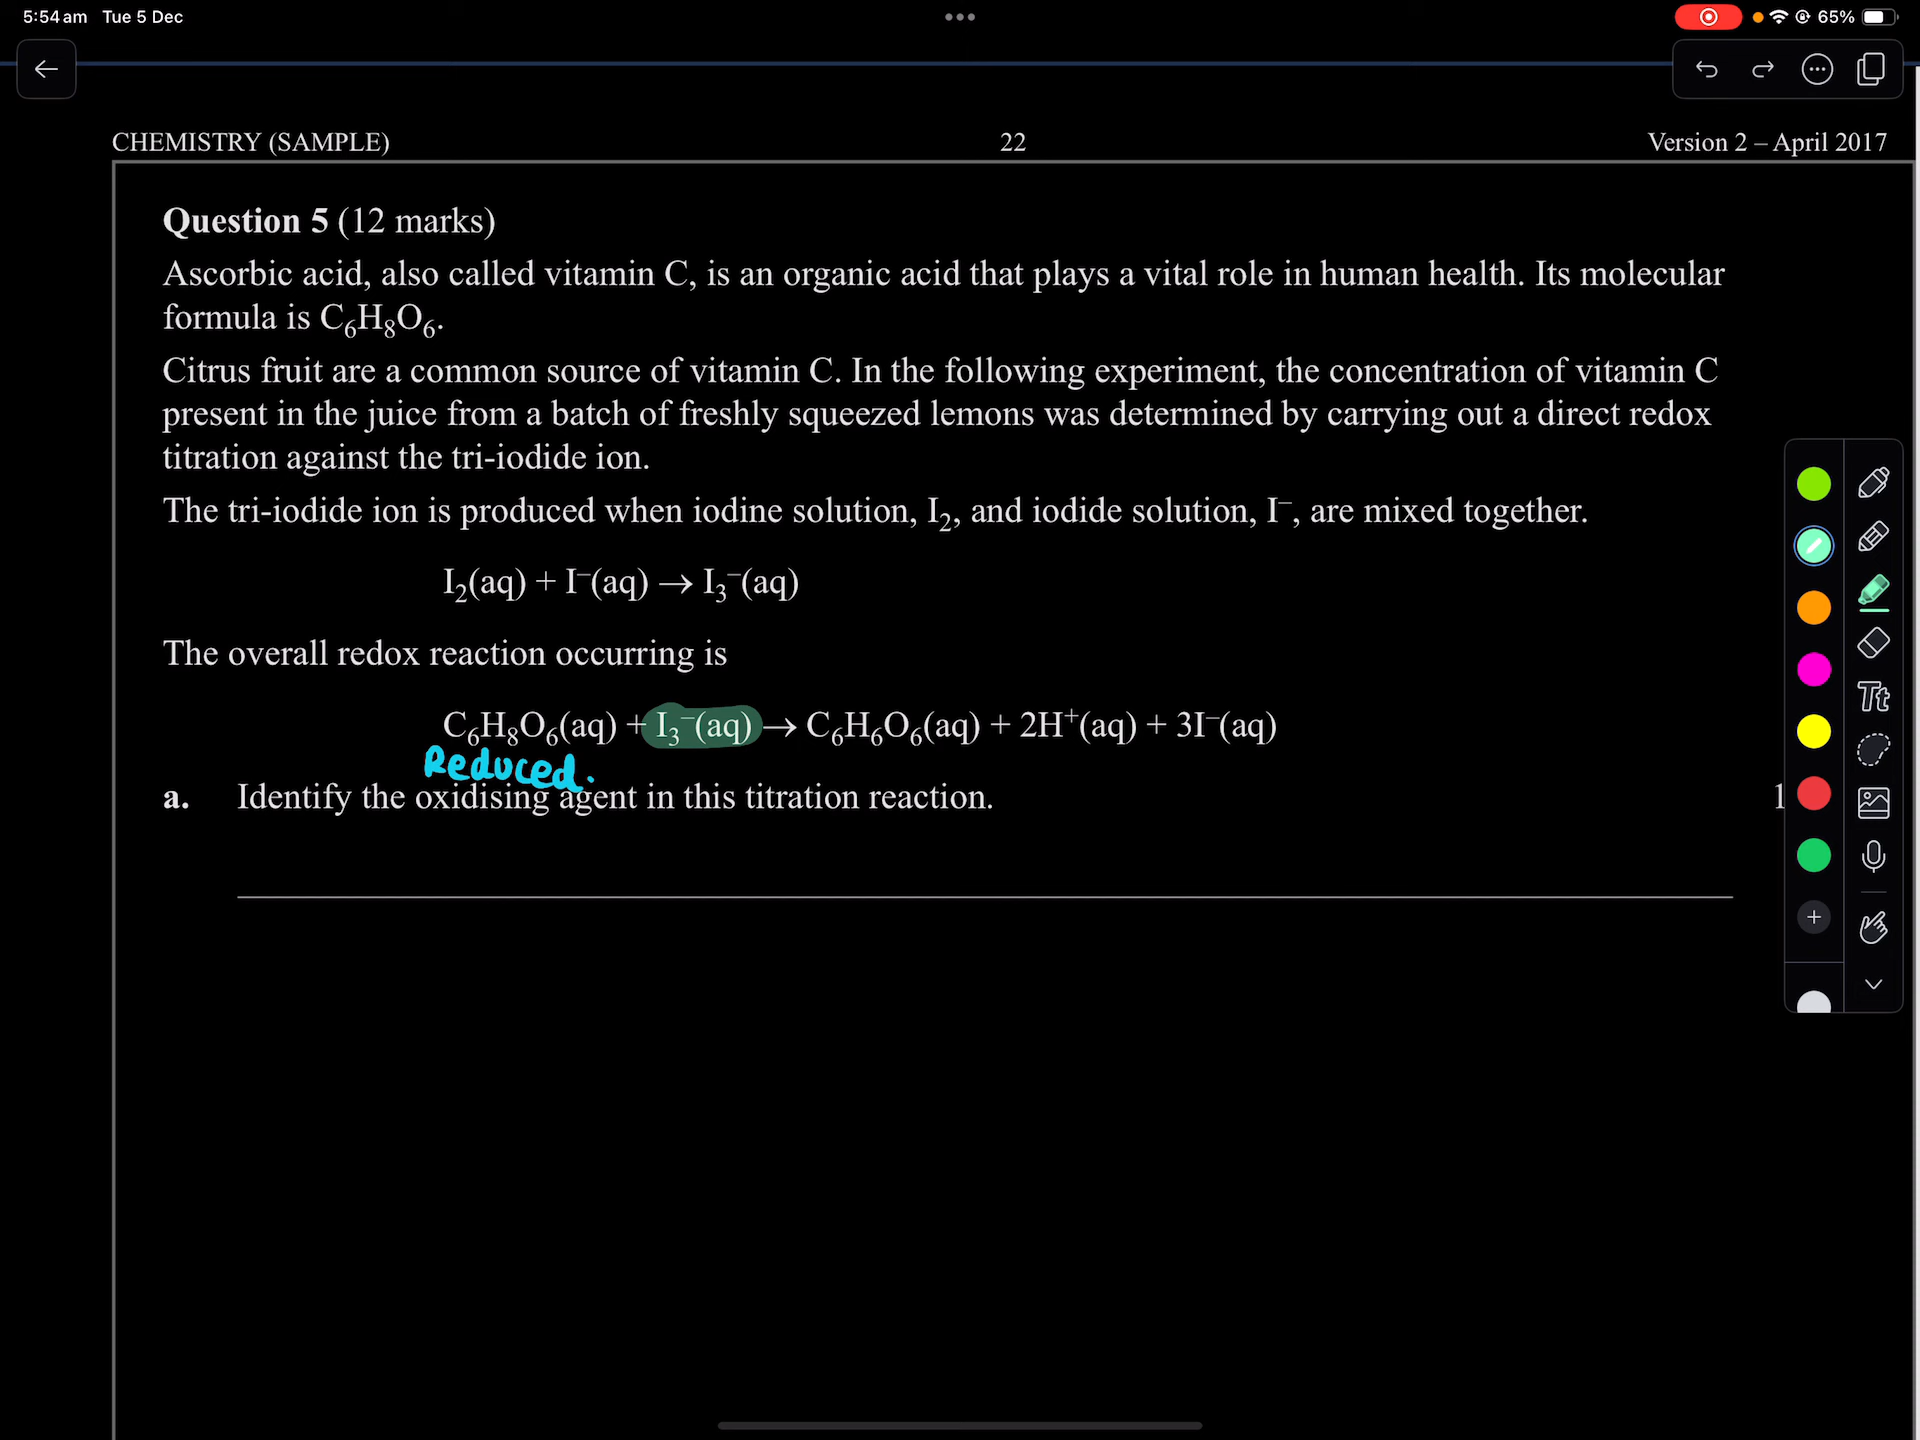 5:54 am Tue 5 Dec
65%
CHEMISTRY (SAMPLE) 22 Version 2 – April 2017
Question 5 (12 marks)
Ascorbic acid, also called vitamin C, is an organic acid that plays a vital role in human health. Its molecular
formula is C₆H₈O₆.
Citrus fruit are a common source of vitamin C. In the following experiment, the concentration of vitamin C
present in the juice from a batch of freshly squeezed lemons was determined by carrying out a direct redox
titration against the tri-iodide ion.
The tri-iodide ion is produced when iodine solution, I₂, and iodide solution, I⁻, are mixed together.
I₂(aq) + I⁻(aq) → I₃⁻(aq)
The overall redox reaction occurring is
C₆H₈O₆(aq) + I₃⁻(aq) → C₆H₆O₆(aq) + 2H⁺(aq) + 3I⁻(aq)
Reduced.
a. Identify the oxidising agent in this titration reaction. 1
Tt